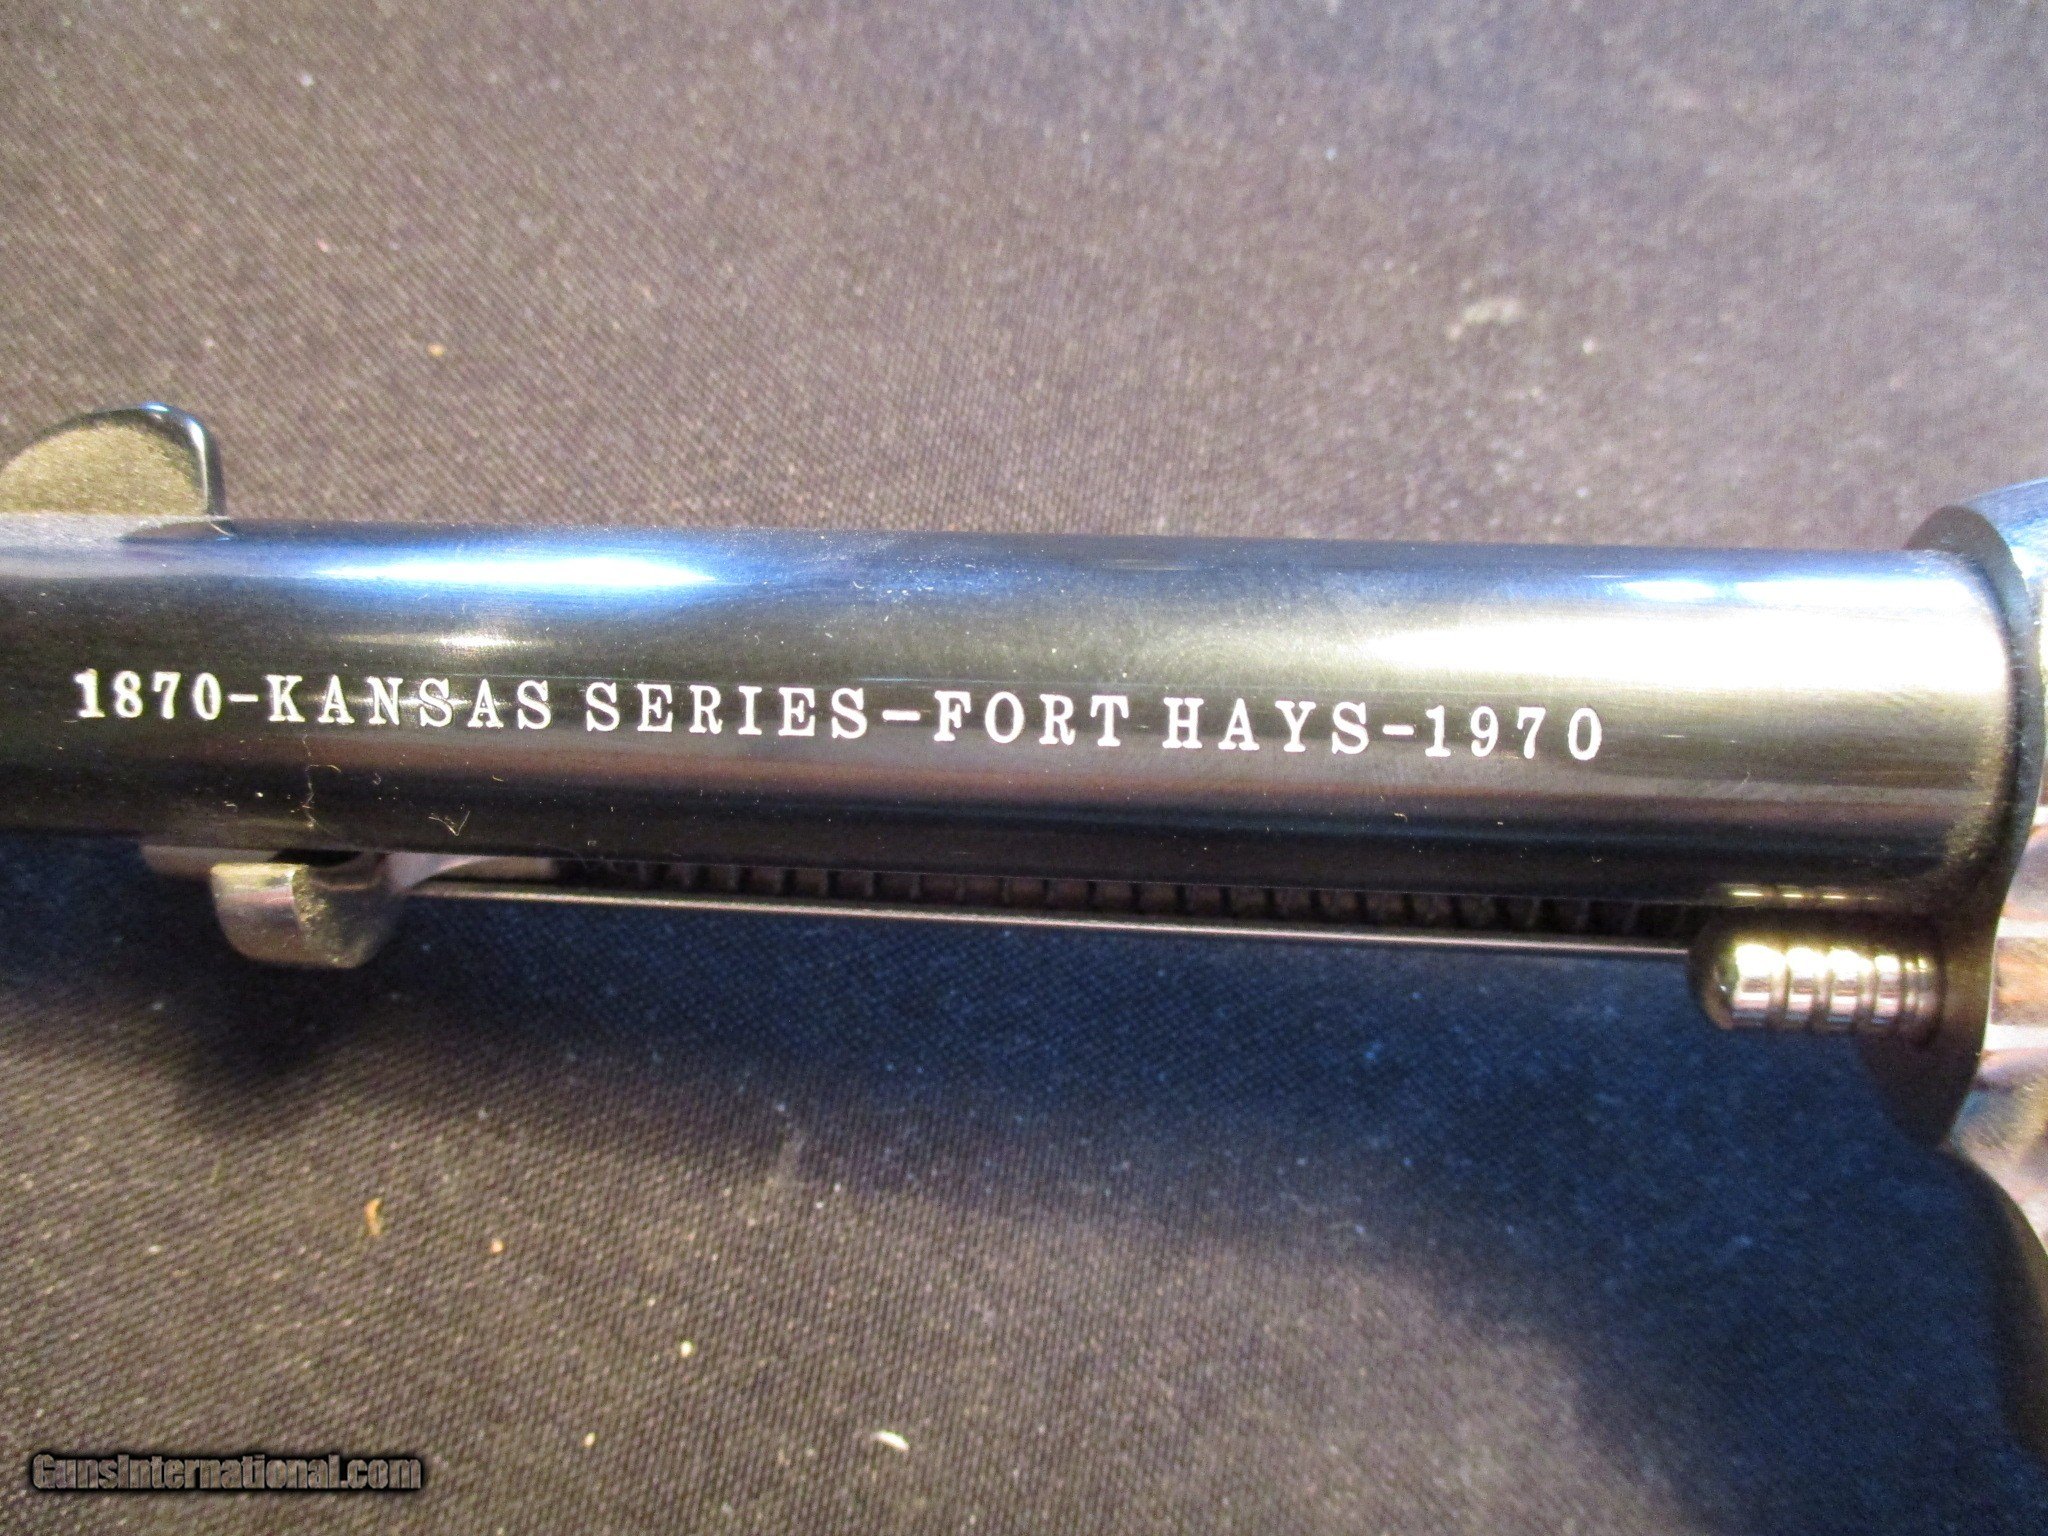 1870-KANSAS SERIES-FORT HAYS-1970
GunsInternational.com